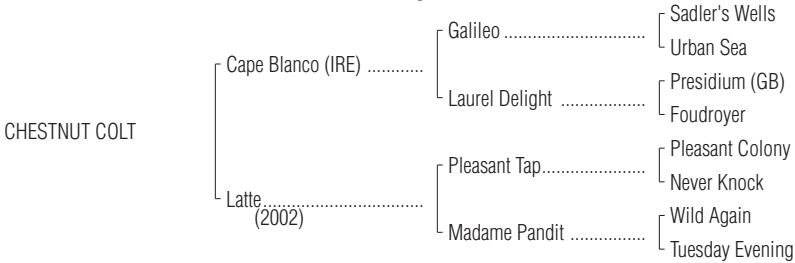 Sadler's Wells
Galileo ..............................
Urban Sea
Cape Blanco (IRE) ............
Presidium (GB)
Laurel Delight ..................
Foudroyer
CHESTNUT COLT
Pleasant Colony
Pleasant Tap......................
Never Knock
Latte..................................
(2002)
Wild Again
Madame Pandit ................
Tuesday Evening